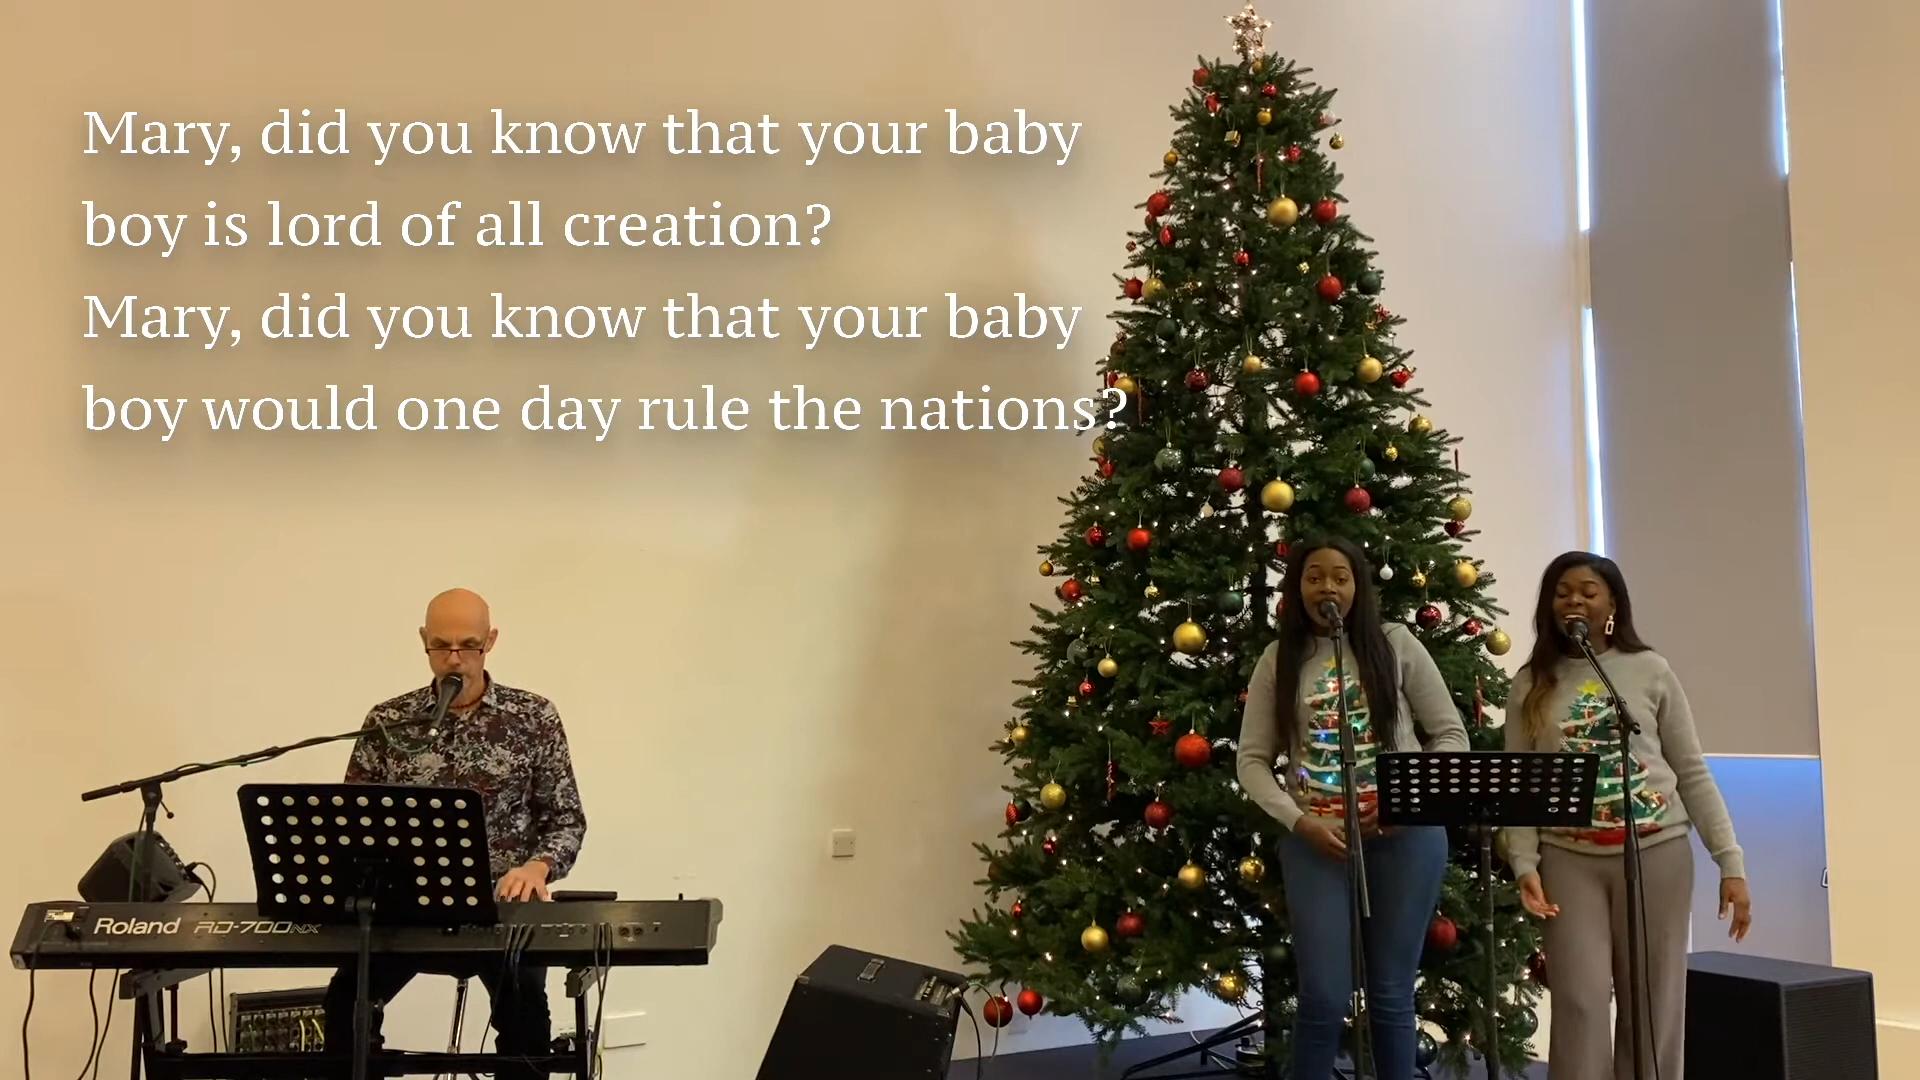 Mary, did you know that your baby
boy is lord of all creation?
Mary, did you know that your baby
boy would one day rule the nations?
Roland RD-700NX